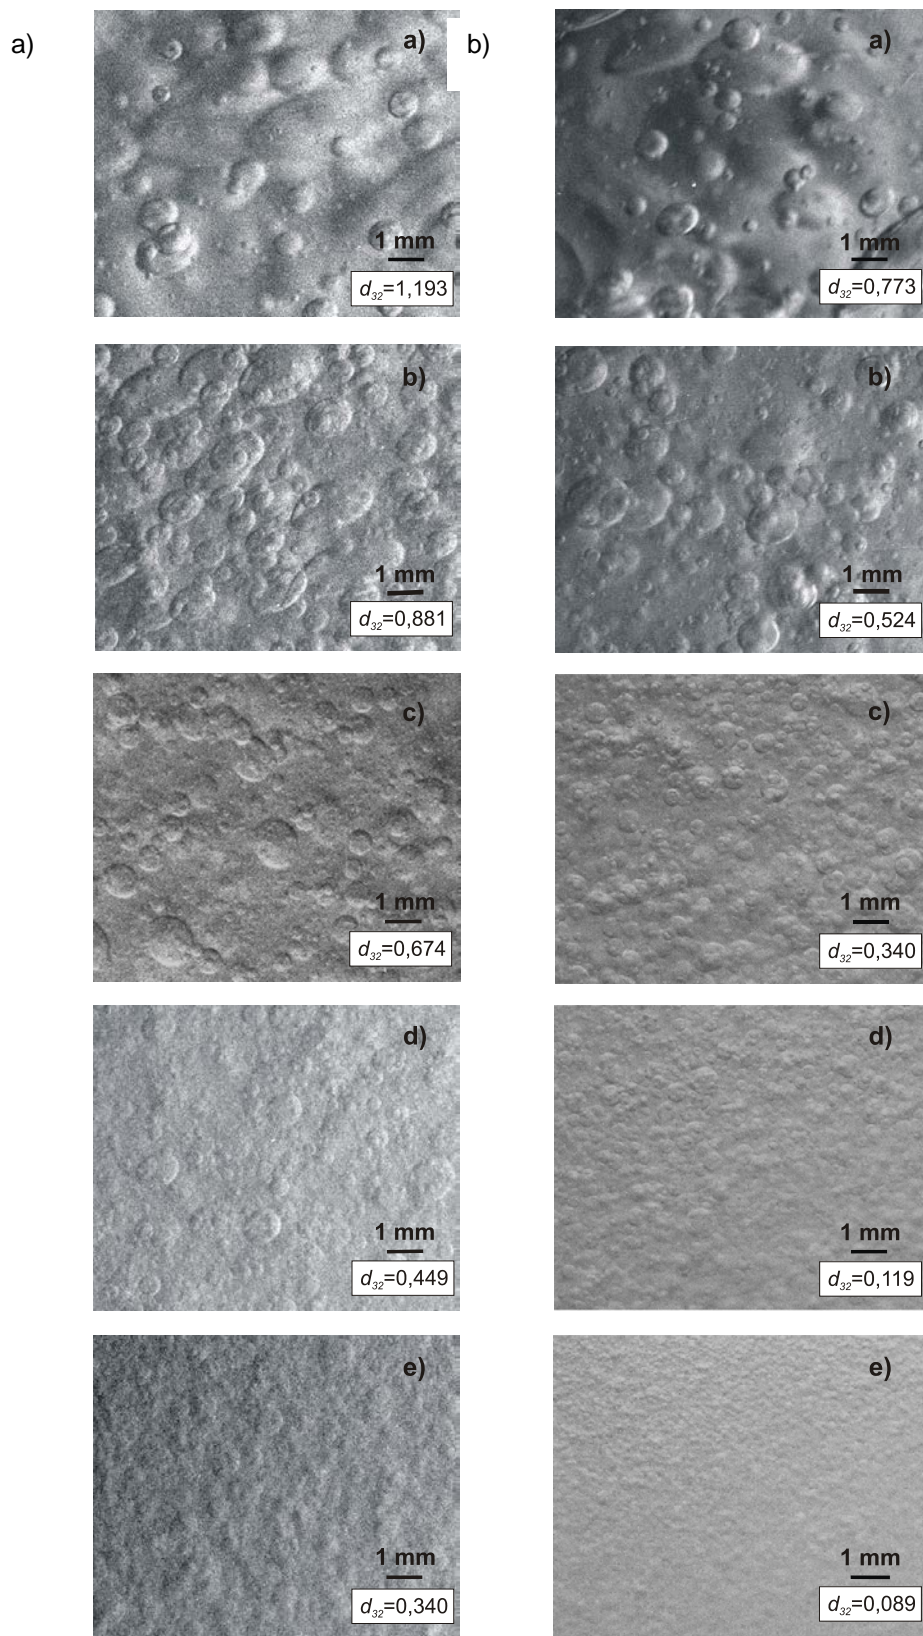 a)
b)
a)
1 mm
d32=1,193
a)
1 mm
d32=0,773
b)
1 mm
d32=0,881
b)
1 mm
d32=0,524
c)
1 mm
d32=0,674
c)
1 mm
d32=0,340
d)
1 mm
d32=0,449
d)
1 mm
d32=0,119
e)
1 mm
d32=0,340
e)
1 mm
d32=0,089